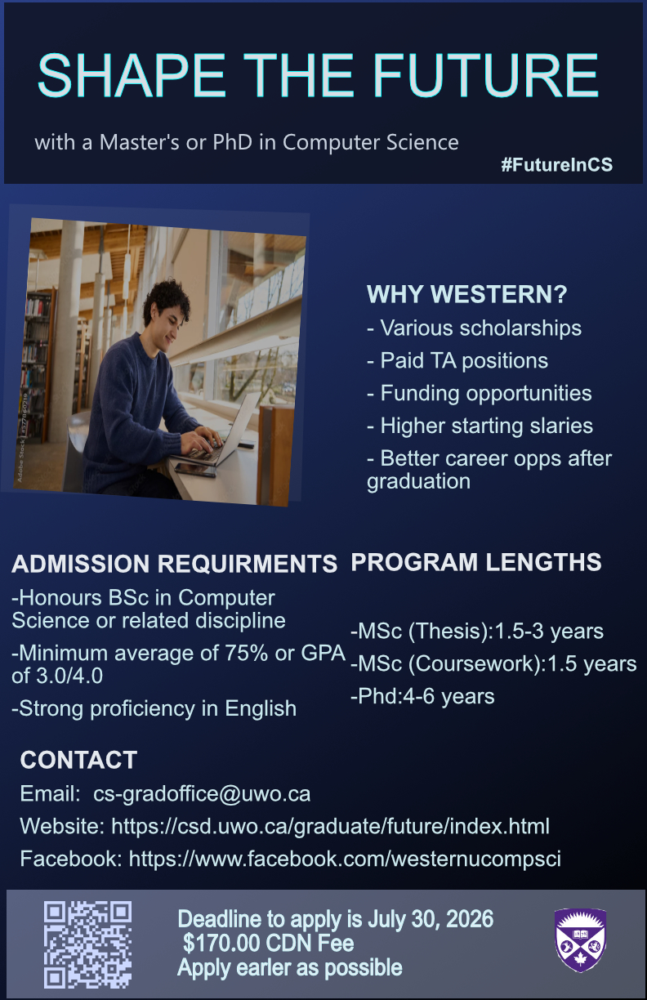 SHAPE THE FUTURE
with a Master's or PhD in Computer Science
#FutureInCS
Adobe Stock | #577860219
WHY WESTERN?
- Various scholarships
- Paid TA positions
- Funding opportunities
- Higher starting slaries
- Better career opps after
graduation
ADMISSION REQUIRMENTS
-Honours BSc in Computer
Science or related discipline
-Minimum average of 75% or GPA
of 3.0/4.0
-Strong proficiency in English
PROGRAM LENGTHS
-MSc (Thesis):1.5-3 years
-MSc (Coursework):1.5 years
-Phd:4-6 years
CONTACT
Email:  cs-gradoffice@uwo.ca
Website: https://csd.uwo.ca/graduate/future/index.html
Facebook: https://www.facebook.com/westernucompsci
Deadline to apply is July 30, 2026
$170.00 CDN Fee
Apply earler as possible